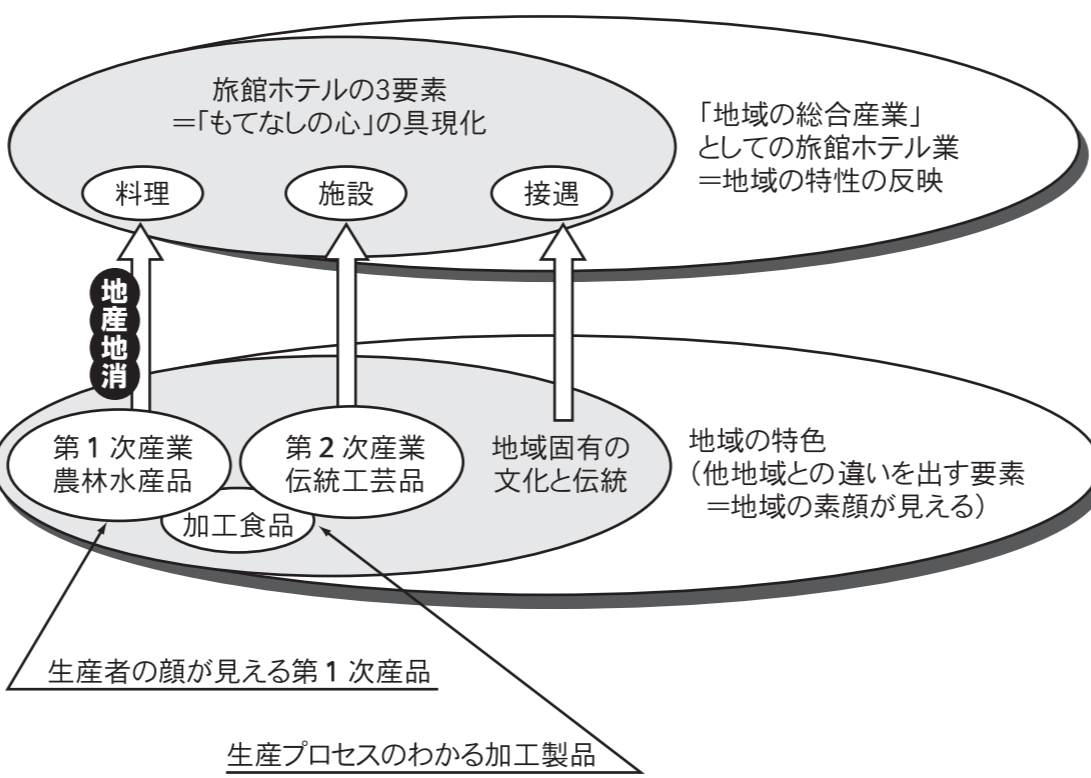 旅館ホテルの3要素
＝「もてなしの心」の具現化
「地域の総合産業」
としての旅館ホテル業
＝地域の特性の反映
料理
施設
接遇
地産地消
第1次産業
農林水産品
第2次産業
伝統工芸品
加工食品
地域固有の
文化と伝統
地域の特色
（他地域との違いを出す要素
＝地域の素顔が見える）
生産者の顔が見える第1次産品
生産プロセスのわかる加工製品